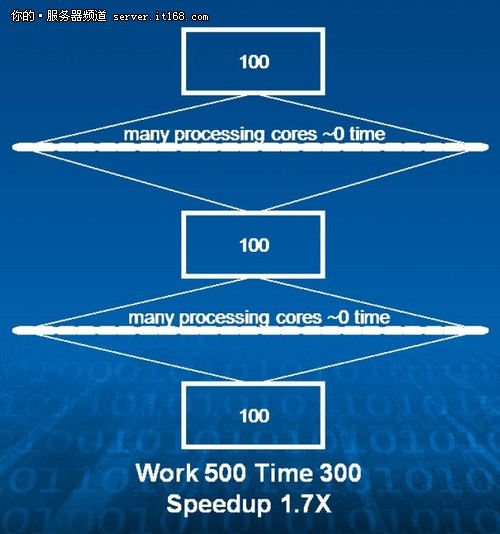 你的·服务器频道 server.it168.com
100
many processing cores ~0 time
100
many processing cores ~0 time
100
Work 500 Time 300
Speedup 1.7X